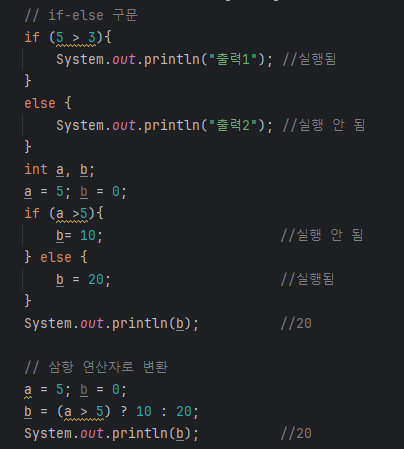 // if-else 구문
if (5 > 3){
    System.out.println("출력1"); //실행됨
}
else {
    System.out.println("출력2"); //실행 안 됨
}
int a, b;
a = 5; b = 0;
if (a >5){
    b= 10;                      //실행 안 됨
} else {
    b = 20;                     //실행됨
}
System.out.println(b);          //20

// 삼항 연산자로 변환
a = 5; b = 0;
b = (a > 5) ? 10 : 20;
System.out.println(b);          //20